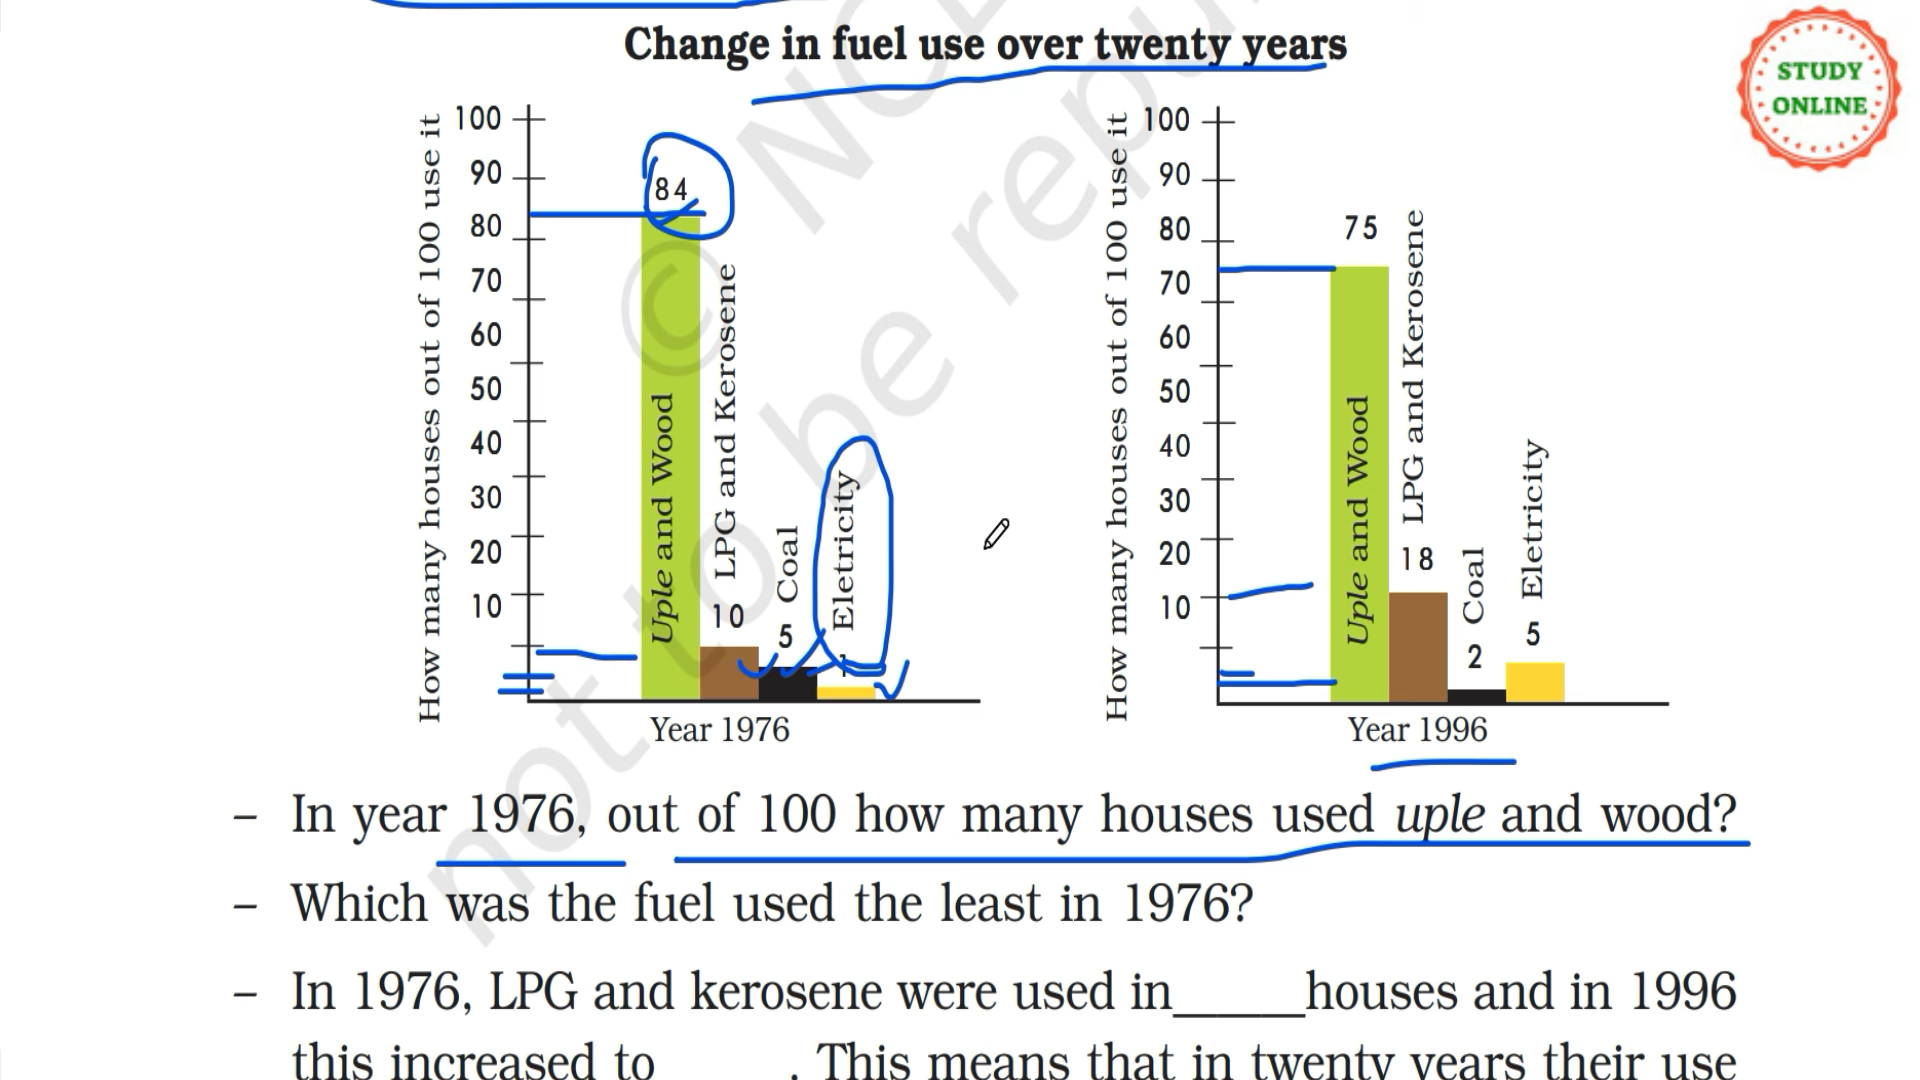 Change in fuel use over twenty years
STUDY
ONLINE
How many houses out of 100 use it
100
90
80
70
60
50
40
30
20
10
84
Uple and Wood
10
LPG and Kerosene
5
Coal
1
Eletricity
Year 1976
How many houses out of 100 use it
100
90
80
70
60
50
40
30
20
10
75
Uple and Wood
18
LPG and Kerosene
2
Coal
5
Eletricity
Year 1996
– In year 1976, out of 100 how many houses used uple and wood?
– Which was the fuel used the least in 1976?
– In 1976, LPG and kerosene were used in_____houses and in 1996
this increased to . This means that in twenty years their use
not to be repu
© NCE